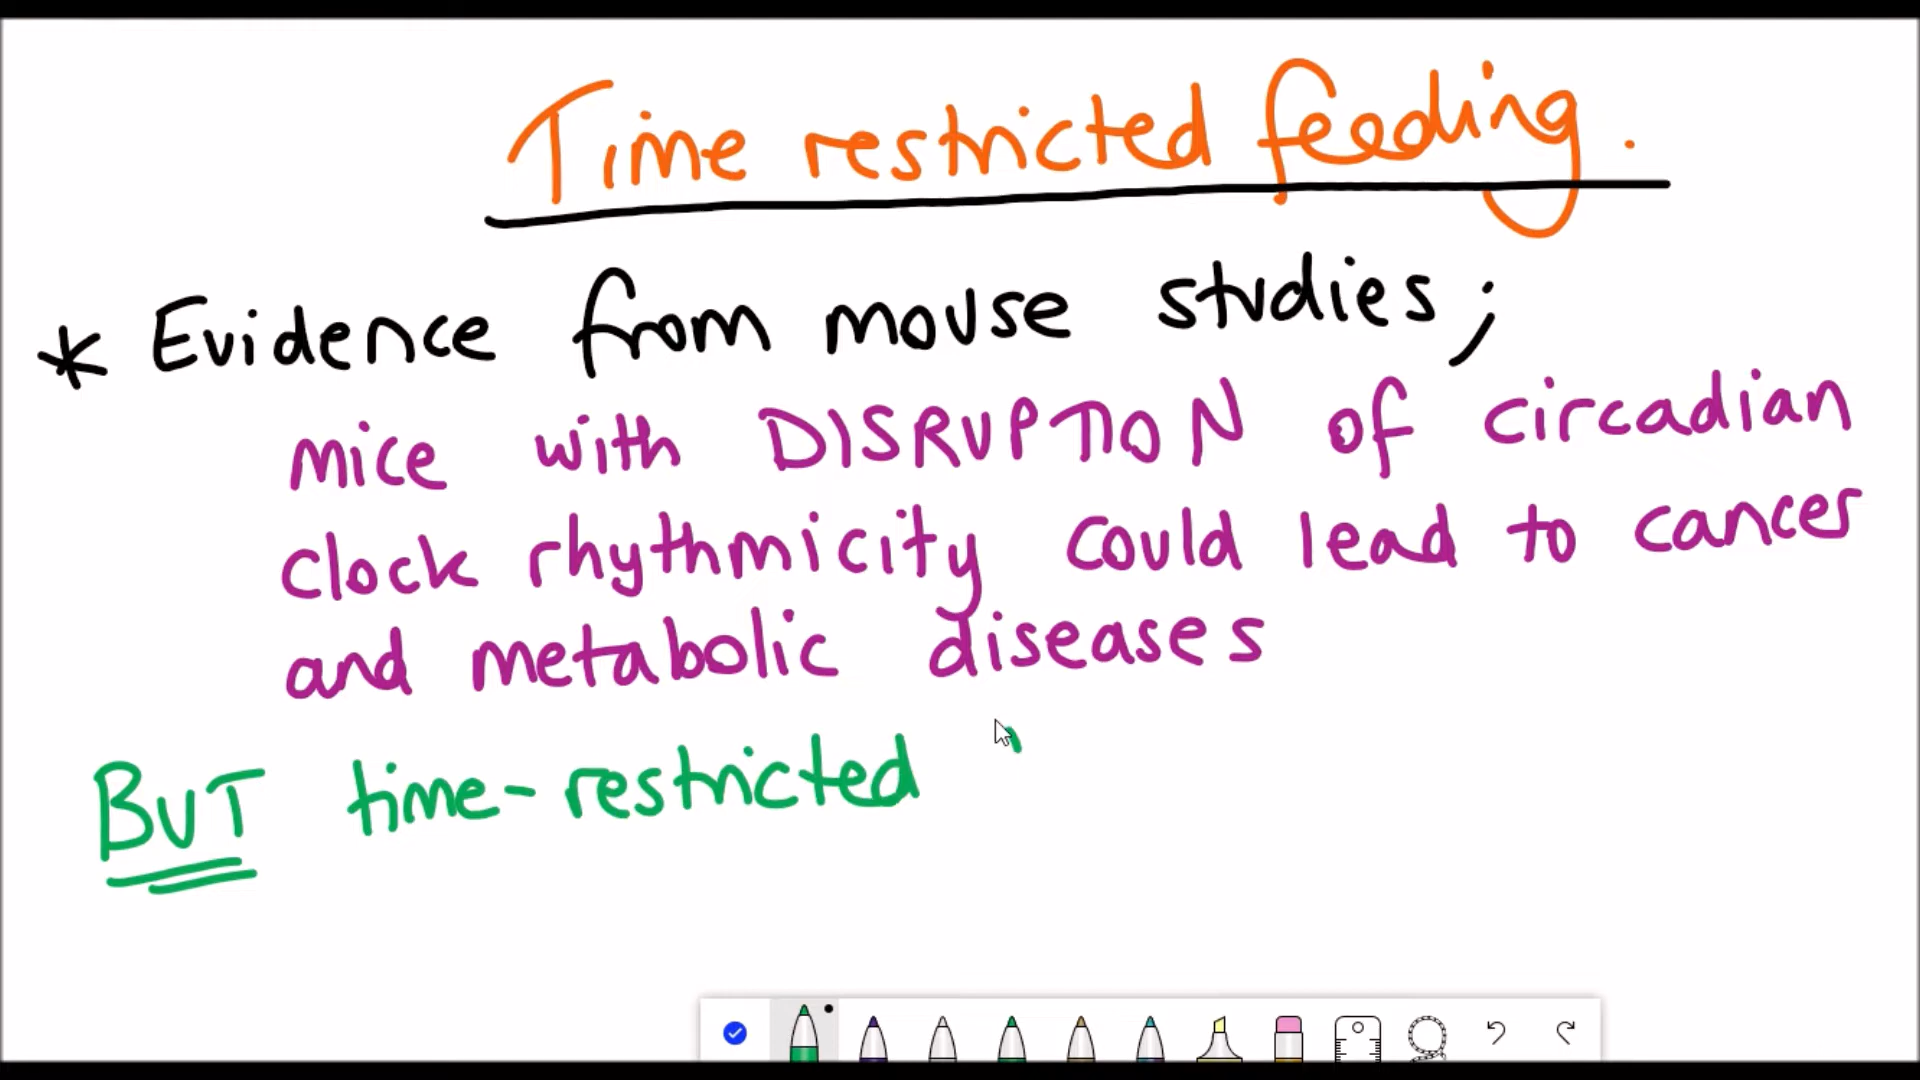 Time restricted feeding.
* Evidence from mouse studies;
mice with DISRUPTION of circadian
clock rhythmicity could lead to cancer
and metabolic diseases
BUT time-restricted